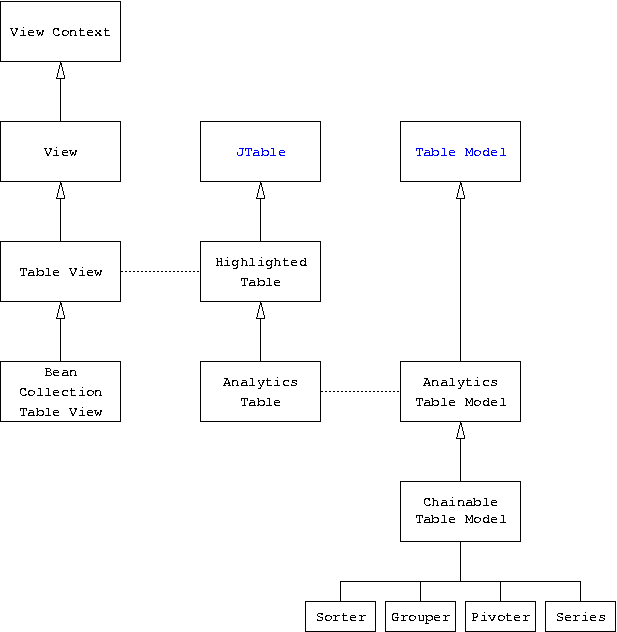 View Context
View
JTable
Table Model
Table View
Highlighted
Table
Bean
Collection
Table View
Analytics
Table
Analytics
Table Model
Chainable
Table Model
Sorter
Grouper
Pivoter
Series